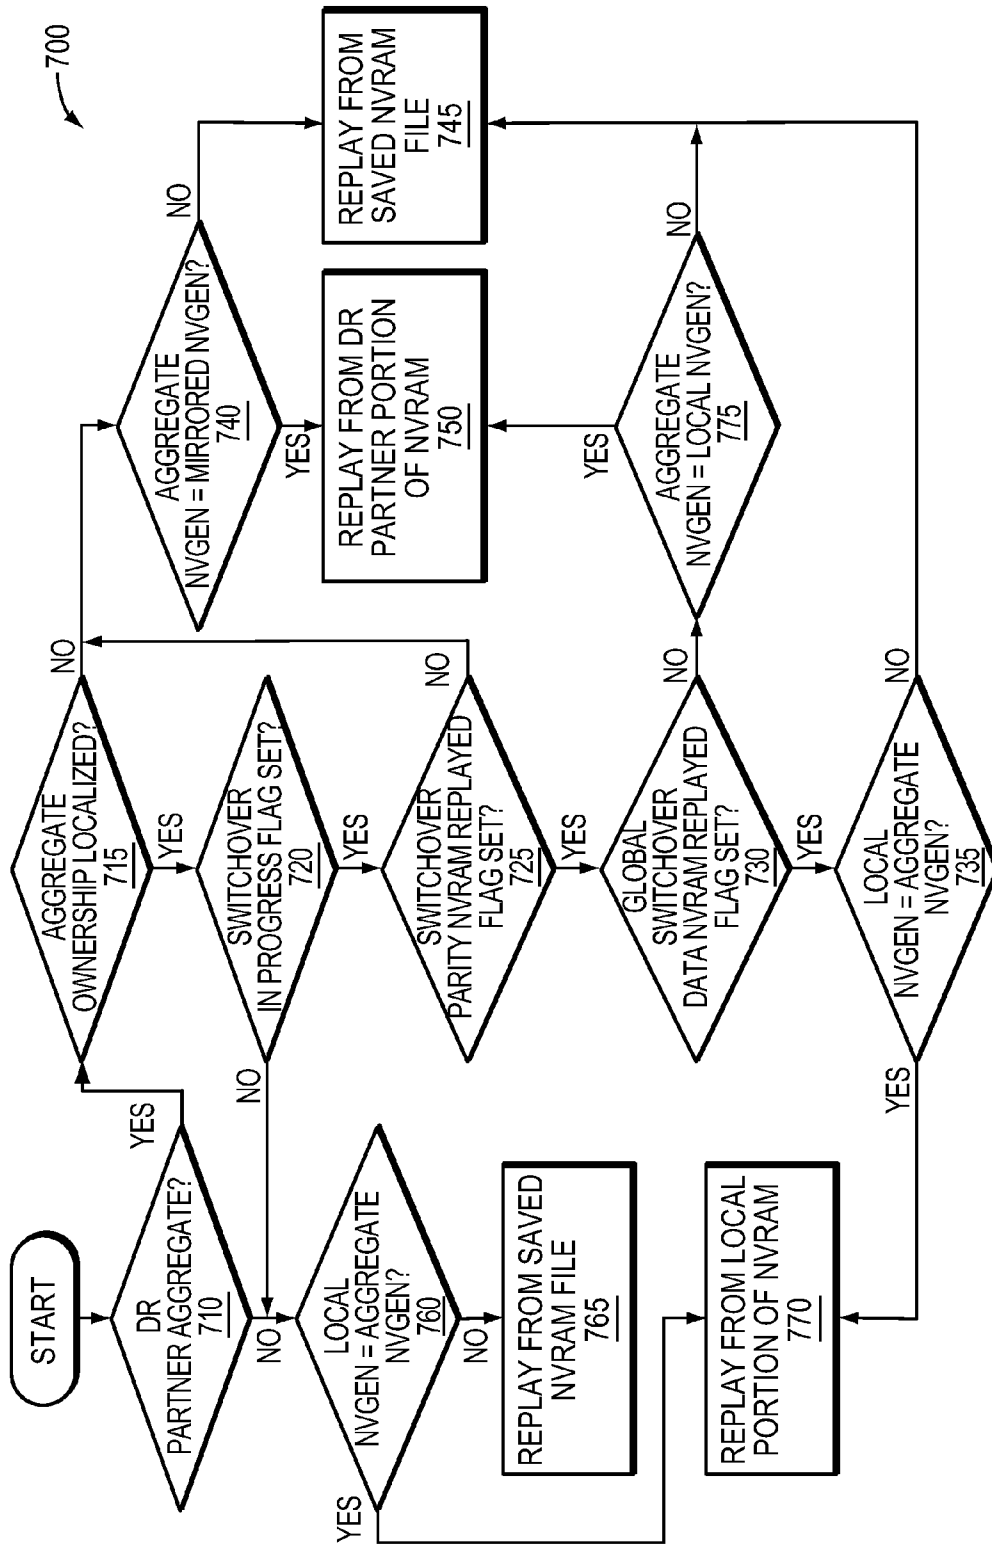 700
START
DR
PARTNER AGGREGATE?
710
YES
NO
AGGREGATE
OWNERSHIP LOCALIZED?
715
NO
YES
SWITCHOVER
IN PROGRESS FLAG SET?
720
NO
YES
SWITCHOVER
PARITY NVRAM REPLAYED
FLAG SET?
725
NO
YES
GLOBAL
SWITCHOVER
DATA NVRAM REPLAYED
FLAG SET?
730
NO
YES
LOCAL
NVGEN = AGGREGATE
NVGEN?
735
NO
YES
AGGREGATE
NVGEN = MIRRORED NVGEN?
740
NO
YES
REPLAY FROM
SAVED NVRAM
FILE
745
REPLAY FROM DR
PARTNER PORTION
OF NVRAM
750
AGGREGATE
NVGEN = LOCAL NVGEN?
775
NO
YES
LOCAL
NVGEN = AGGREGATE
NVGEN?
760
YES
NO
REPLAY FROM SAVED
NVRAM FILE
765
REPLAY FROM LOCAL
PORTION OF NVRAM
770